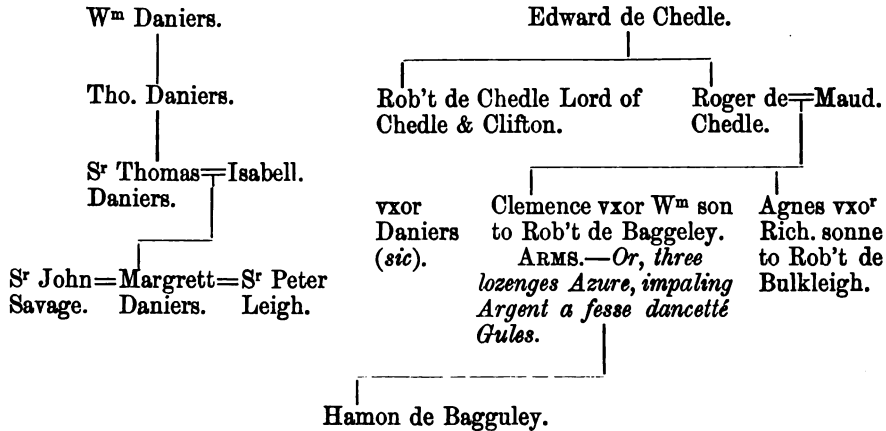 Wᵐ Daniers.
Edward de Chedle.
Tho. Daniers.
Rob't de Chedle Lord of
Chedle & Clifton.
Roger de=Maud.
Chedle.
Sʳ Thomas=Isabell.
Daniers.
vxor
Daniers
(sic).
Clemence vxor Wᵐ son
to Rob't de Baggeley.
ARMS.—Or, three
lozenges Azure, impaling
Argent a fesse dancetté
Gules.
Agnes vxoʳ
Rich. sonne
to Rob't de
Bulkleigh.
Sʳ John=Margrett=Sʳ Peter
Savage. Daniers. Leigh.
Hamon de Bagguley.